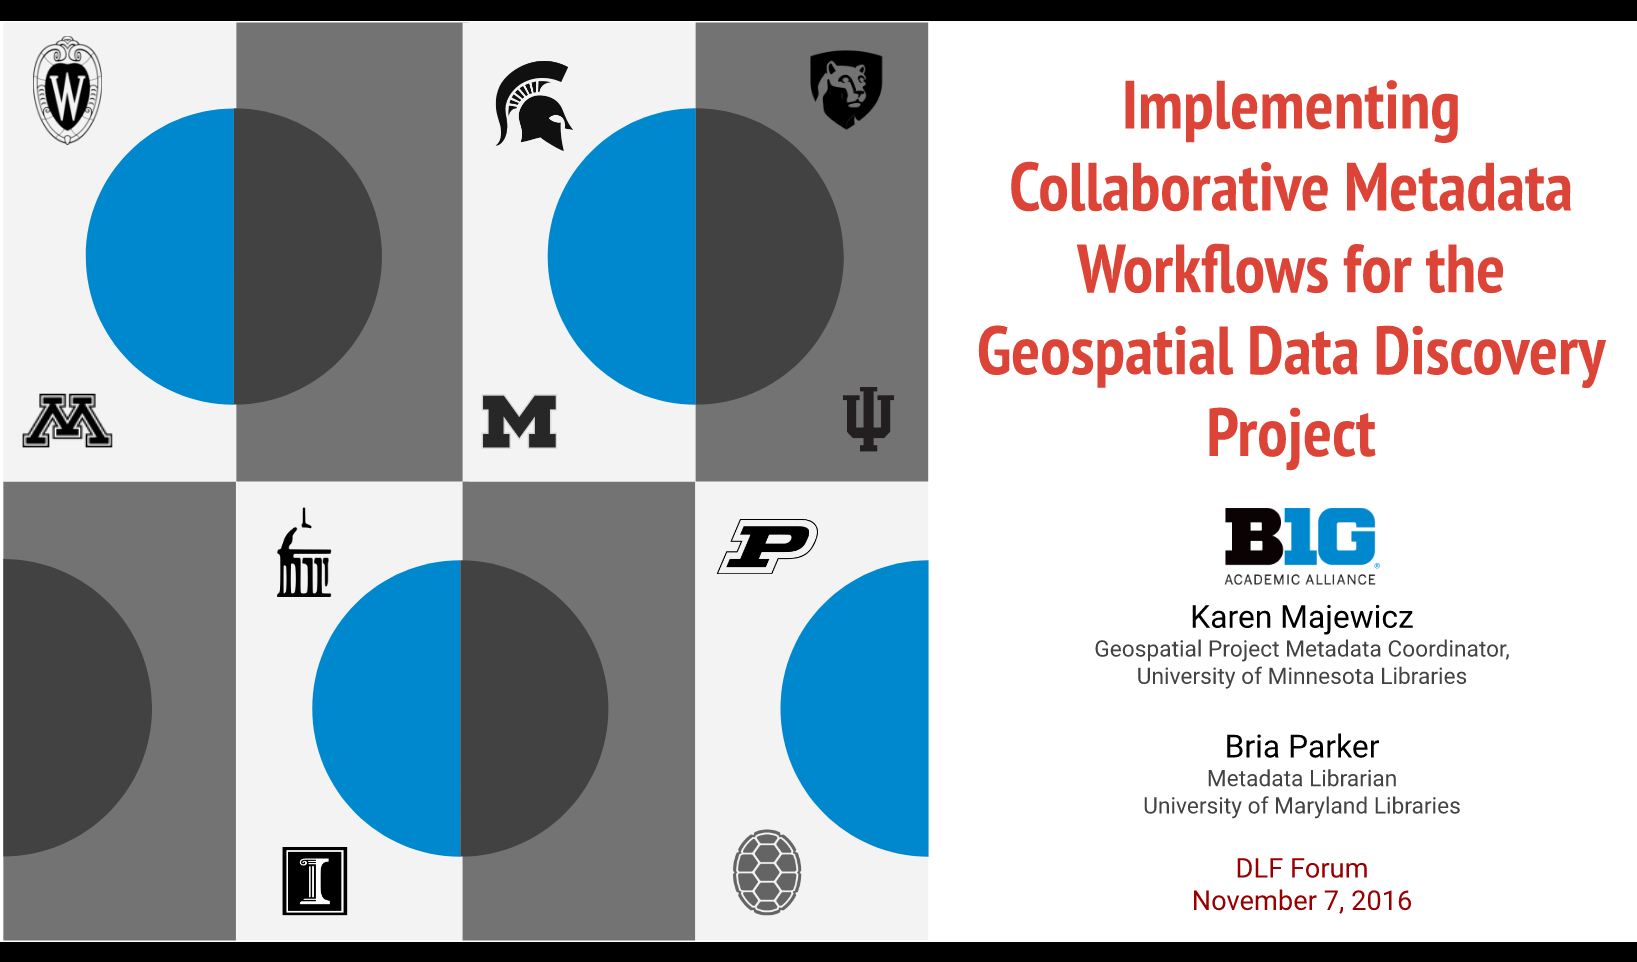 W
M
M
I
P
Implementing
Collaborative Metadata
Workflows for the
Geospatial Data Discovery
Project
B1G®
ACADEMIC ALLIANCE
Karen Majewicz
Geospatial Project Metadata Coordinator,
University of Minnesota Libraries
Bria Parker
Metadata Librarian
University of Maryland Libraries
DLF Forum
November 7, 2016